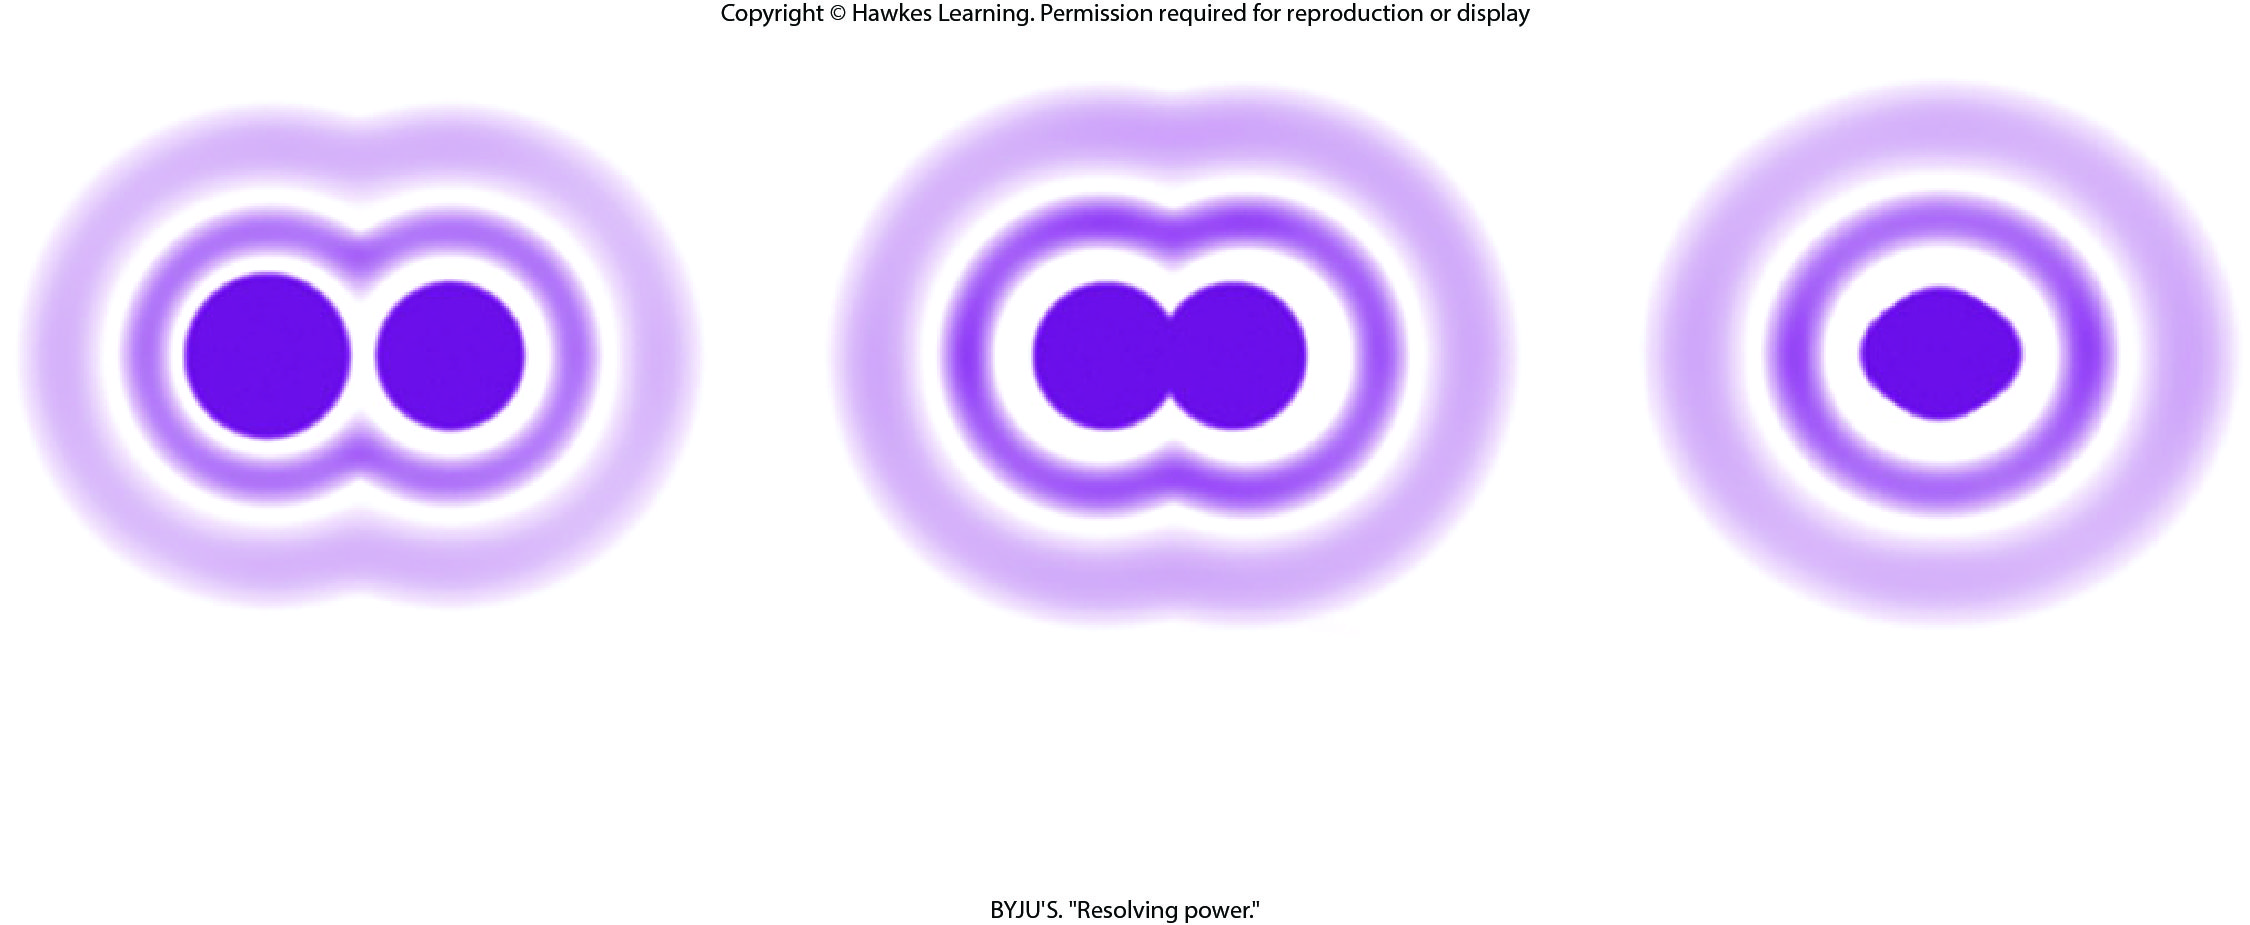 Copyright © Hawkes Learning. Permission required for reproduction or display
BYJU'S. "Resolving power."